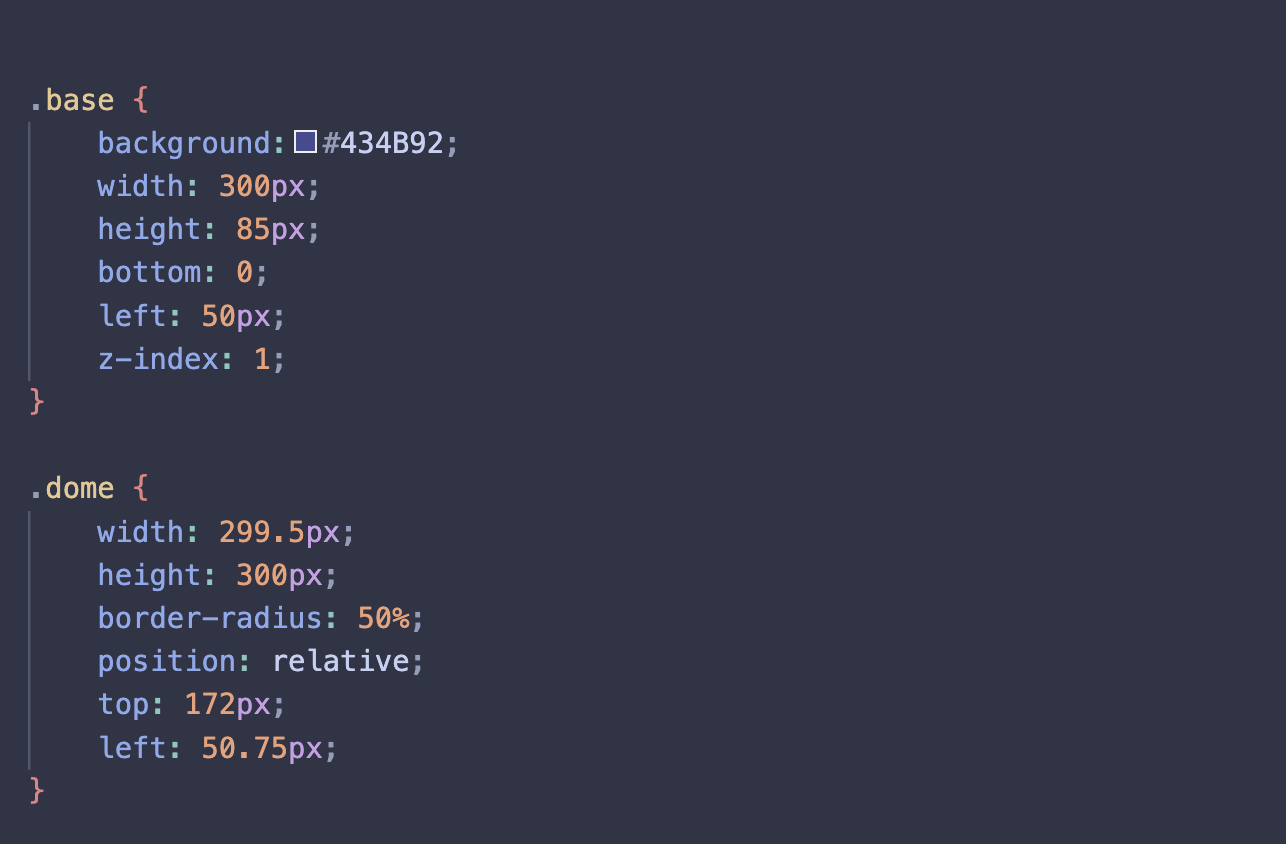 .base {
background: #434B92;
width: 300px;
height: 85px;
bottom: 0;
left: 50px;
z-index: 1;
}
.dome {
width: 299.5px;
height: 300px;
border-radius: 50%;
position: relative;
top: 172px;
left: 50.75px;
}